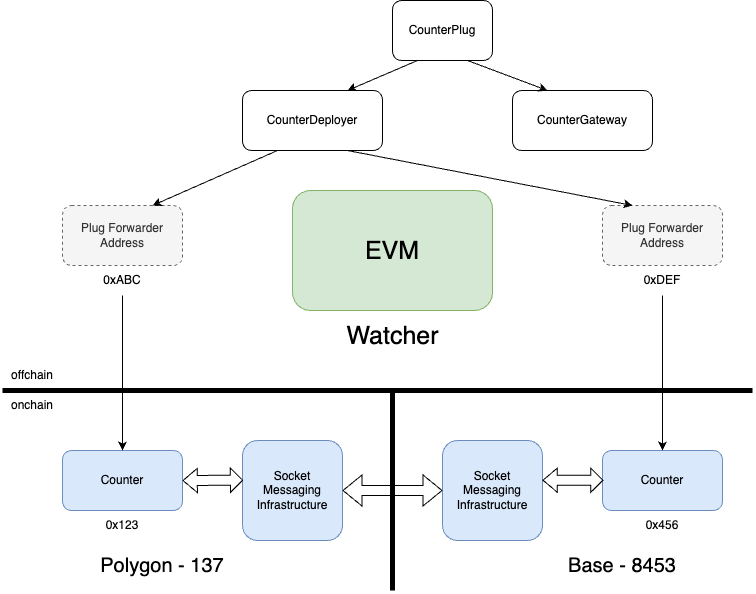 CounterPlug
CounterDeployer
CounterGateway
Plug Forwarder
Address
0xABC
EVM
Watcher
Plug Forwarder
Address
0xDEF
offchain
onchain
Counter
0x123
Socket
Messaging
Infrastructure
Socket
Messaging
Infrastructure
Counter
0x456
Polygon - 137
Base - 8453